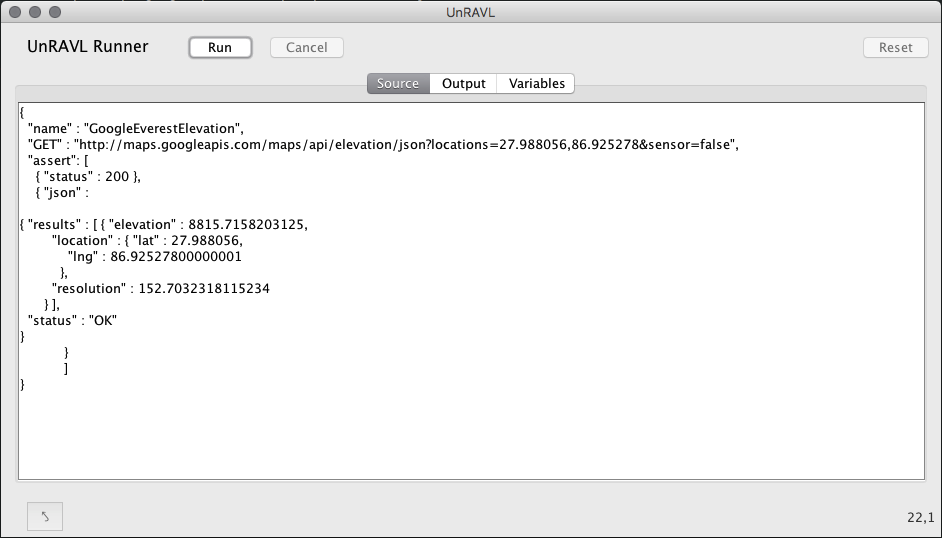 UnRAVL
UnRAVL Runner Run Cancel Reset
Source Output Variables
{
"name" : "GoogleEverestElevation",
"GET" : "http://maps.googleapis.com/maps/api/elevation/json?locations=27.988056,86.925278&sensor=false",
"assert": [
{ "status" : 200 },
{ "json" :
{ "results" : [ { "elevation" : 8815.7158203125,
"location" : { "lat" : 27.988056,
"lng" : 86.92527800000001
},
"resolution" : 152.7032318115234
} ],
"status" : "OK"
}
}
]
}
22,1